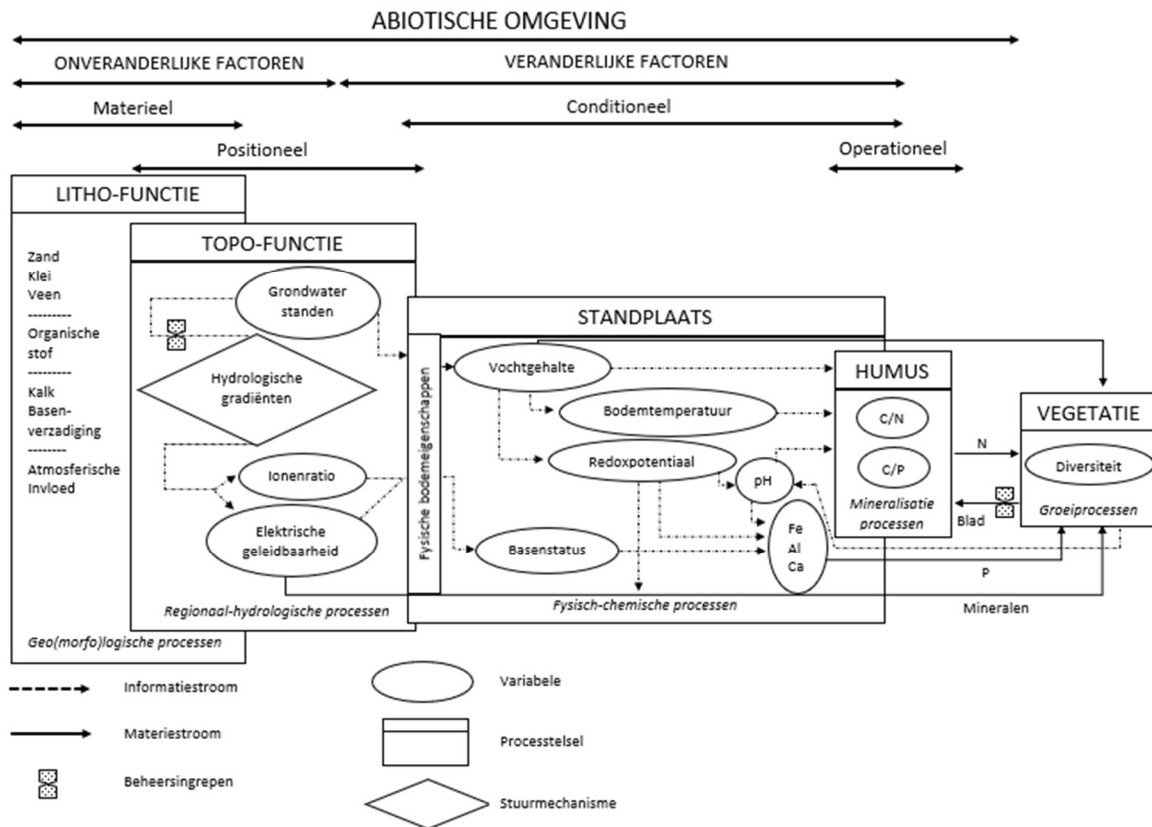 ABIOTISCHE OMGEVING
ONVERANDERLIJKE FACTOREN
VERANDERLIJKE FACTOREN
Materieel
Conditioneel
Positioneel
Operationeel
LITHO-FUNCTIE
Zand
Klei
Veen
---------
Organische
stof
---------
Kalk
Basen-
verzadiging
--------
Atmosferische
Invloed
Geo(morfo)logische processen
TOPO-FUNCTIE
Grondwater
standen
Hydrologische
gradiënten
Ionenratio
Elektrische
geleidbaarheid
Regionaal-hydrologische processen
STANDPLAATS
Fysische bodemeigenschappen
Vochtgehalte
Bodemtemperatuur
Redoxpotentiaal
pH
Basenstatus
Fe
Al
Ca
Fysisch-chemische processen
HUMUS
C/N
C/P
Mineralisatie
processen
N
Blad
P
Mineralen
VEGETATIE
Diversiteit
Groeiprocessen
Informatiestroom
Materiestroom
Beheersingrepen
Variabele
Processtelsel
Stuurmechanisme